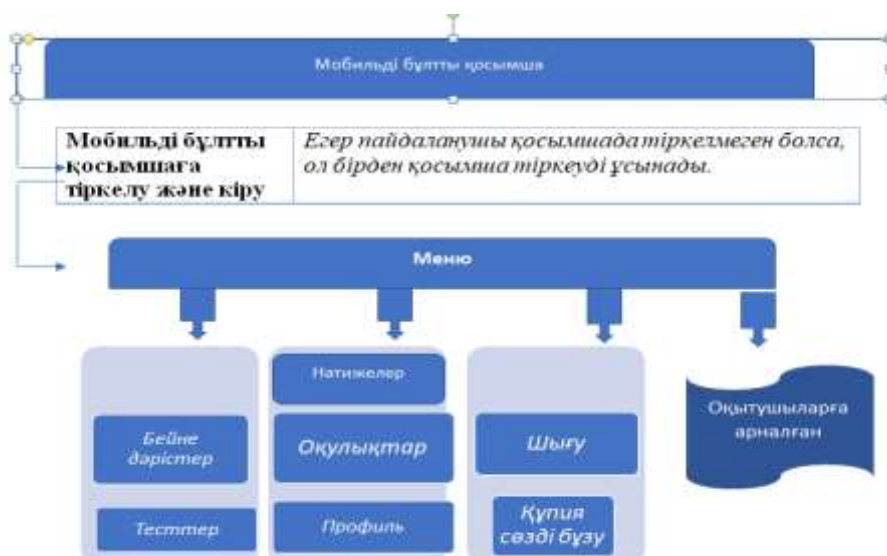 Мобильді бұлтты қосымша
Мобильді бұлтты
қосымшаға
тіркелу және кіру
Егер пайдаланушы қосымшада тіркелмеген болса,
ол бірден қосымша тіркеуді ұсынады.
Меню
Бейне
дәрістер
Тесттер
Натижелер
Оқулықтар
Профиль
Шығу
Құпия
сөзді бұзу
Оқытушыларға
арналған